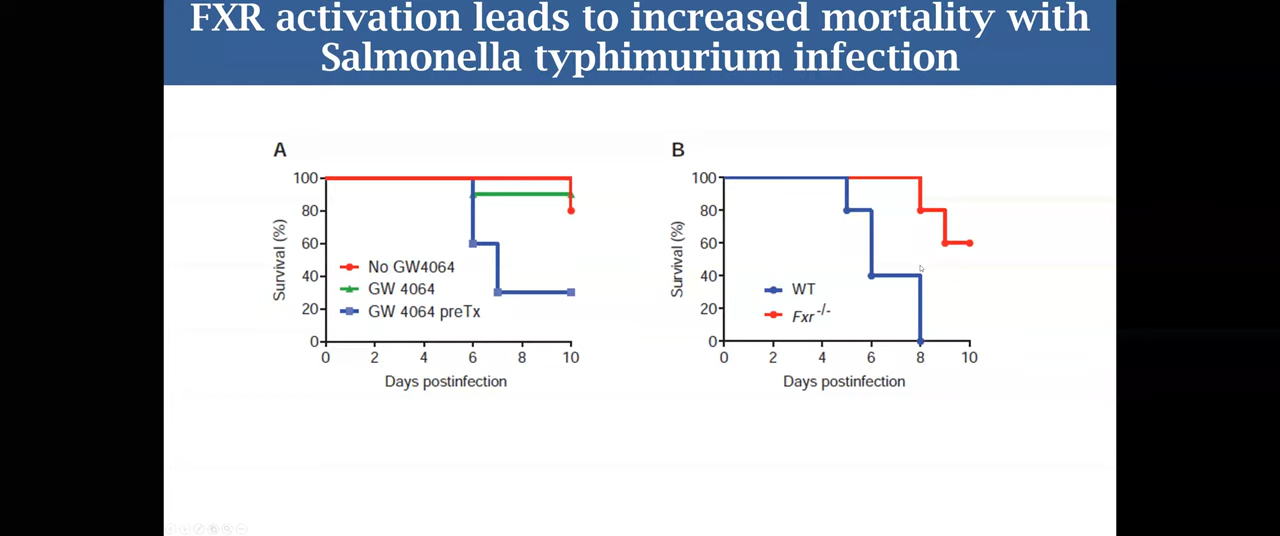 FXR activation leads to increased mortality with
Salmonella typhimurium infection
A
100
80
60
40
20
0
Survival (%)
No GW4064
GW 4064
GW 4064 preTx
0 2 4 6 8 10
Days postinfection
B
100
80
60
40
20
0
Survival (%)
WT
Fxr -/-
0 2 4 6 8 10
Days postinfection